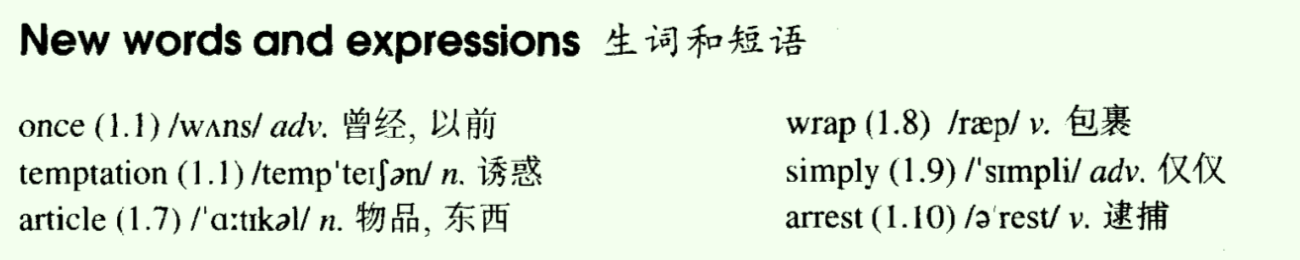 New words and expressions 生词和短语
once (1.1) /wʌns/ adv. 曾经, 以前
temptation (1.1) /temp'teɪʃən/ n. 诱惑
article (1.7) /'ɑːtɪkəl/ n. 物品, 东西
wrap (1.8) /ræp/ v. 包裹
simply (1.9) /'sɪmpli/ adv. 仅仪
arrest (1.10) /ə'rest/ v. 逮捕